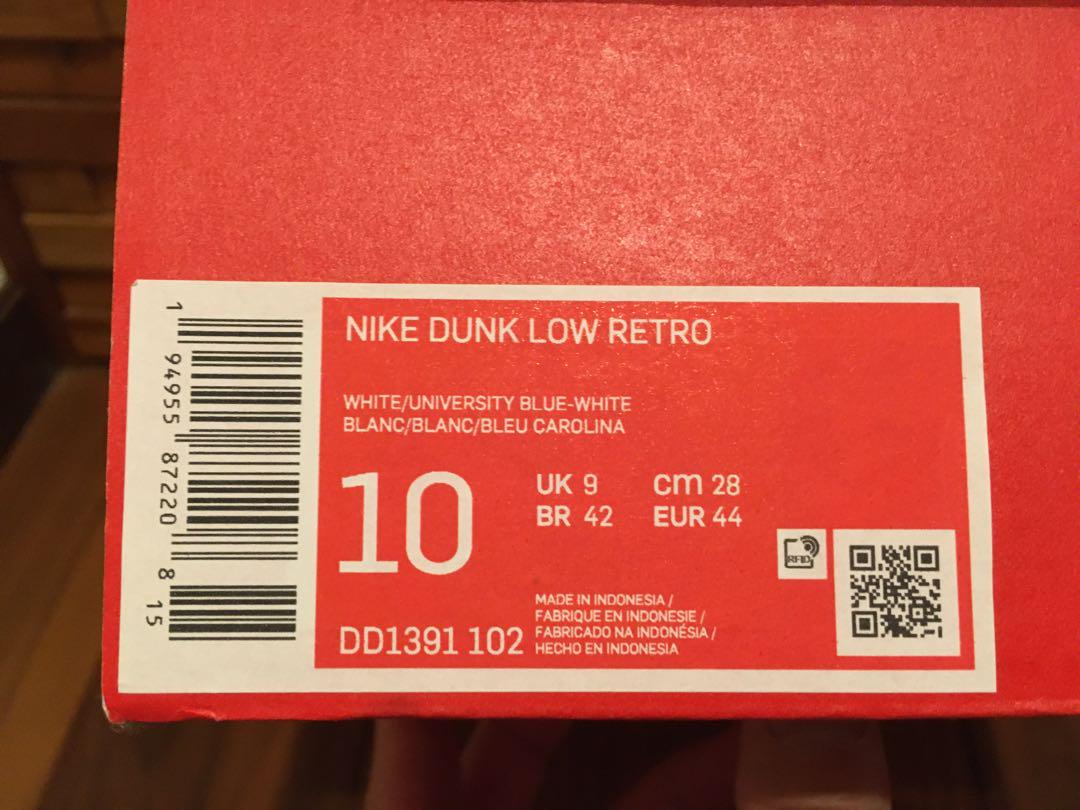 NIKE DUNK LOW RETRO
WHITE/UNIVERSITY BLUE-WHITE
BLANC/BLANC/BLEU CAROLINA
10
UK 9 cm 28
BR 42 EUR 44
RFID
MADE IN INDONESIA /
FABRIQUE EN INDONESIE /
FABRICADO NA INDONÉSIA /
HECHO EN INDONESIA
DD1391 102
1 94955 87220 8 15